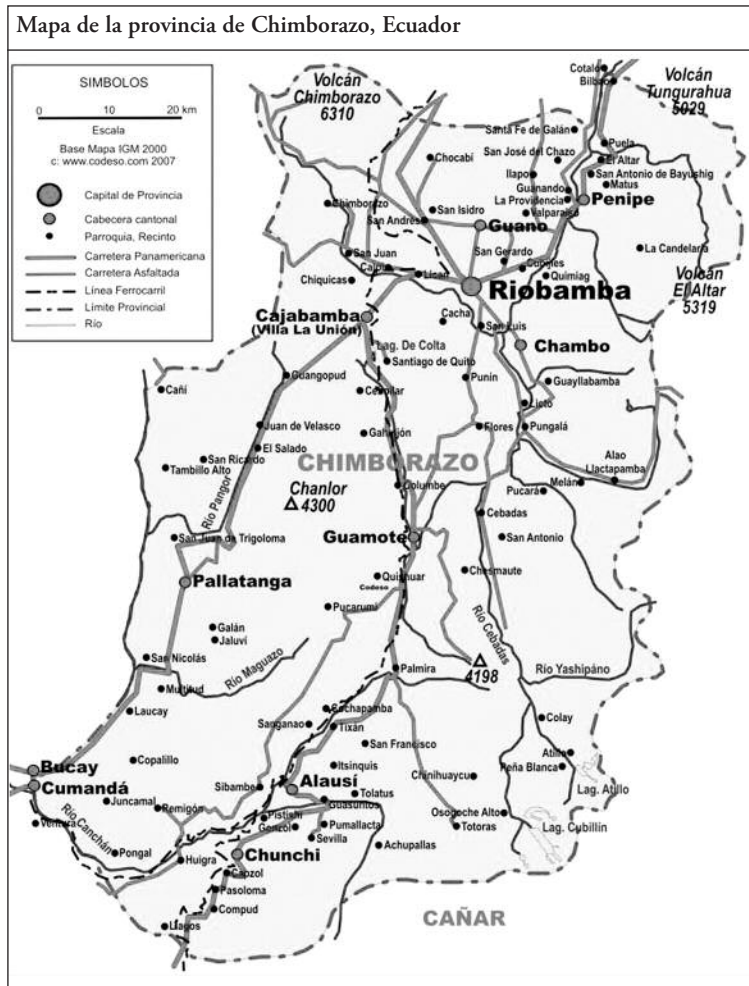 Mapa de la provincia de Chimborazo, Ecuador
SIMBOLOS
0 10 20 km
Escala
Base Mapa IGM 2000
c: www.codeso.com 2007
Capital de Provincia
Cabecera cantonal
Parroquia, Recinto
Carretera Panamericana
Carretera Asfaltada
Línea Ferrocarril
Límite Provincial
Río
Volcán
Chimborazo
6310
Cotaló
Bilbao
Volcán
Tungurahua
5029
Santa Fe de Galán
Puela
Chocabí
San José del Chazo
El Altar
Ilapo
San Antonio de Bayushig
Guanando
Matus
La Providencia
Penipe
Chimborazo
San Isidro
Valparaiso
San Andrés
Guano
La Candelaria
San Juan
San Gerardo
Calpi
Licán
Cubijíes
Quimiag
Volcán
El Altar
5319
Chiquicas
Riobamba
Cajabamba
(Villa La Unión)
Cacha
San Luis
Lag. De Colta
Chambo
Santiago de Quito
Guangopud
Punín
Guayllabamba
Cañí
Licto
Juan de Velasco
Flores
Pungalá
El Salado
San Ricardo
Tambillo Alto
CHIMBORAZO
Alao
Llactapamba
Río Pangor
Chanlor
4300
Columbe
Melán
Pucará
Cebadas
San Juan de Trigoloma
Guamote
San Antonio
Pallatanga
Quishuar
Codeso
Chesmaute
Pucarumi
Galán
Jaluví
Río Cebadas
San Nicolás
Río Maguazo
Palmira
4198
Río Yashipáno
Multitud
Laucay
Cochapamba
Colay
Sanganao
Tixán
San Francisco
Atillo
Copalillo
Itsinquis
Peña Blanca
Bucay
Lag. Atillo
Cumandá
Sibambe
Alausí
Tolatus
Juncamal
Remigón
Guasuntos
Osogoche Alto
Ventura
Río Canchán
Pistishi
Gonzol
Pumallacta
Totoras
Lag. Cubillín
Sevilla
Pongal
Huigra
Chunchi
Achupallas
Capzol
Pasoloma
Compud
Llagos
CAÑAR